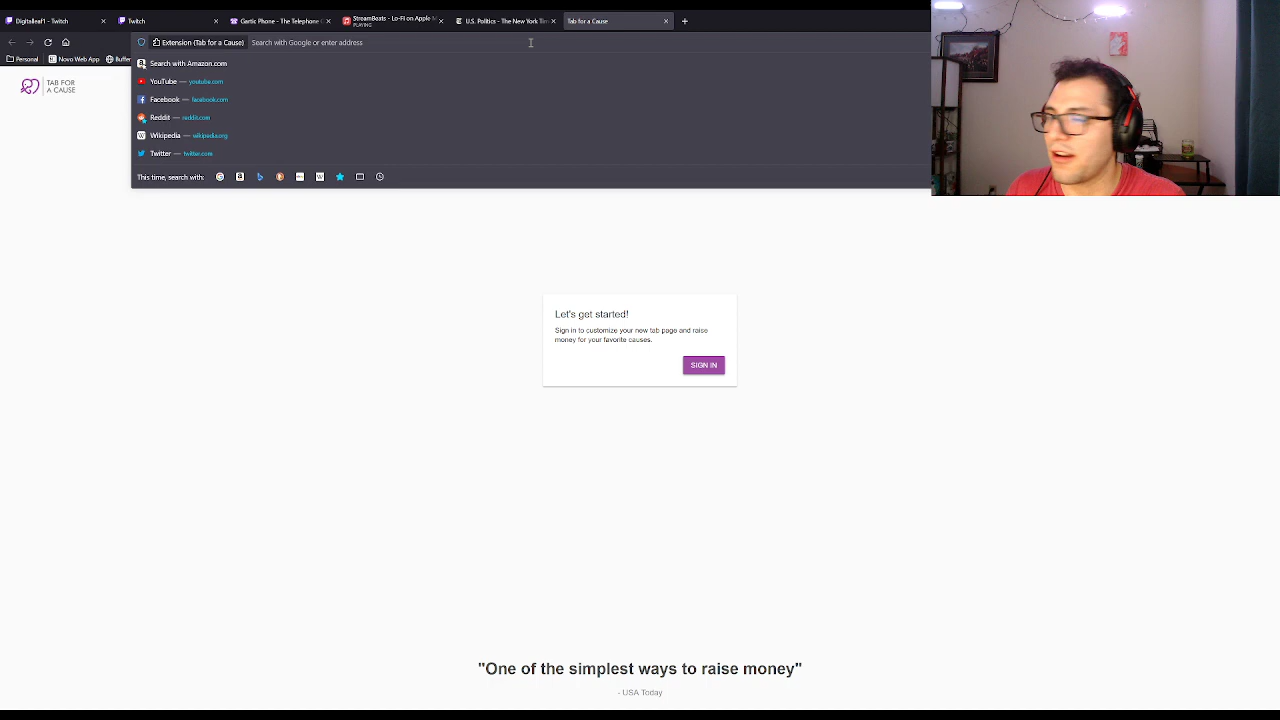 Digitalleaf1 - Twitch
Twitch
Gartic Phone - The Telephone G
StreamBeats - Lo-Fi on Apple M
PLAYING
U.S. Politics - The New York Tim
Tab for a Cause
Extension (Tab for a Cause)
Search with Google or enter address
Personal
Novo Web App
Buffer
Search with Amazon.com
YouTube — youtube.com
Facebook — facebook.com
Reddit — reddit.com
Wikipedia — wikipedia.org
Twitter — twitter.com
This time, search with:
TAB FOR
A CAUSE
Let's get started!
Sign in to customize your new tab page and raise
money for your favorite causes.
SIGN IN
"One of the simplest ways to raise money"
- USA Today